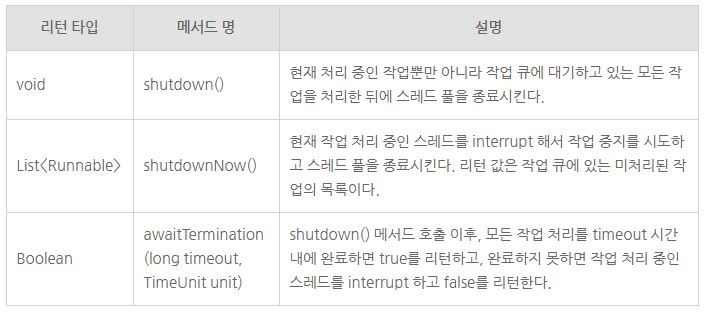 리턴 타입
메서드 명
설명
void
shutdown()
현재 처리 중인 작업뿐만 아니라 작업 큐에 대기하고 있는 모든 작
업을 처리한 뒤에 스레드 풀을 종료시킨다.
List<Runnable>
shutdownNow()
현재 작업 처리 중인 스레드를 interrupt 해서 작업 중지를 시도하
고 스레드 풀을 종료시킨다. 리턴 값은 작업 큐에 있는 미처리된 작
업의 목록이다.
Boolean
awaitTermination
(long timeout,
TimeUnit unit)
shutdown() 메서드 호출 이후, 모든 작업 처리를 timeout 시간
내에 완료하면 true를 리턴하고, 완료하지 못하면 작업 처리 중인
스레드를 interrupt 하고 false를 리턴한다.